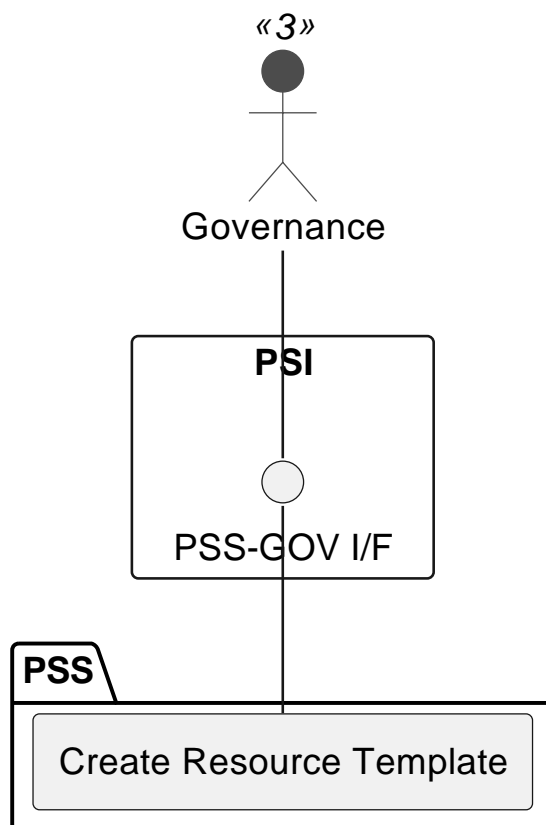 «3»
Governance
PSI
PSS-GOV I/F
PSS
Create Resource Template